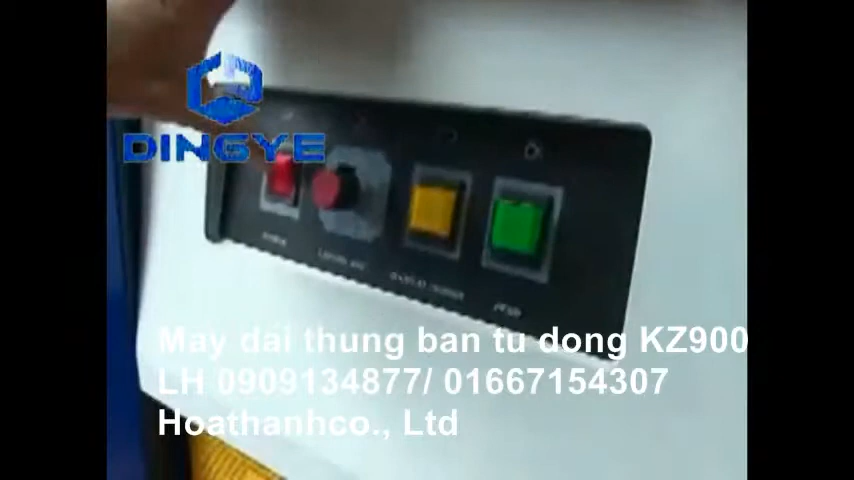 DINGYE
May dai thung ban tu dong KZ900
LH 0909134877/ 01667154307
Hoathanhco., Ltd